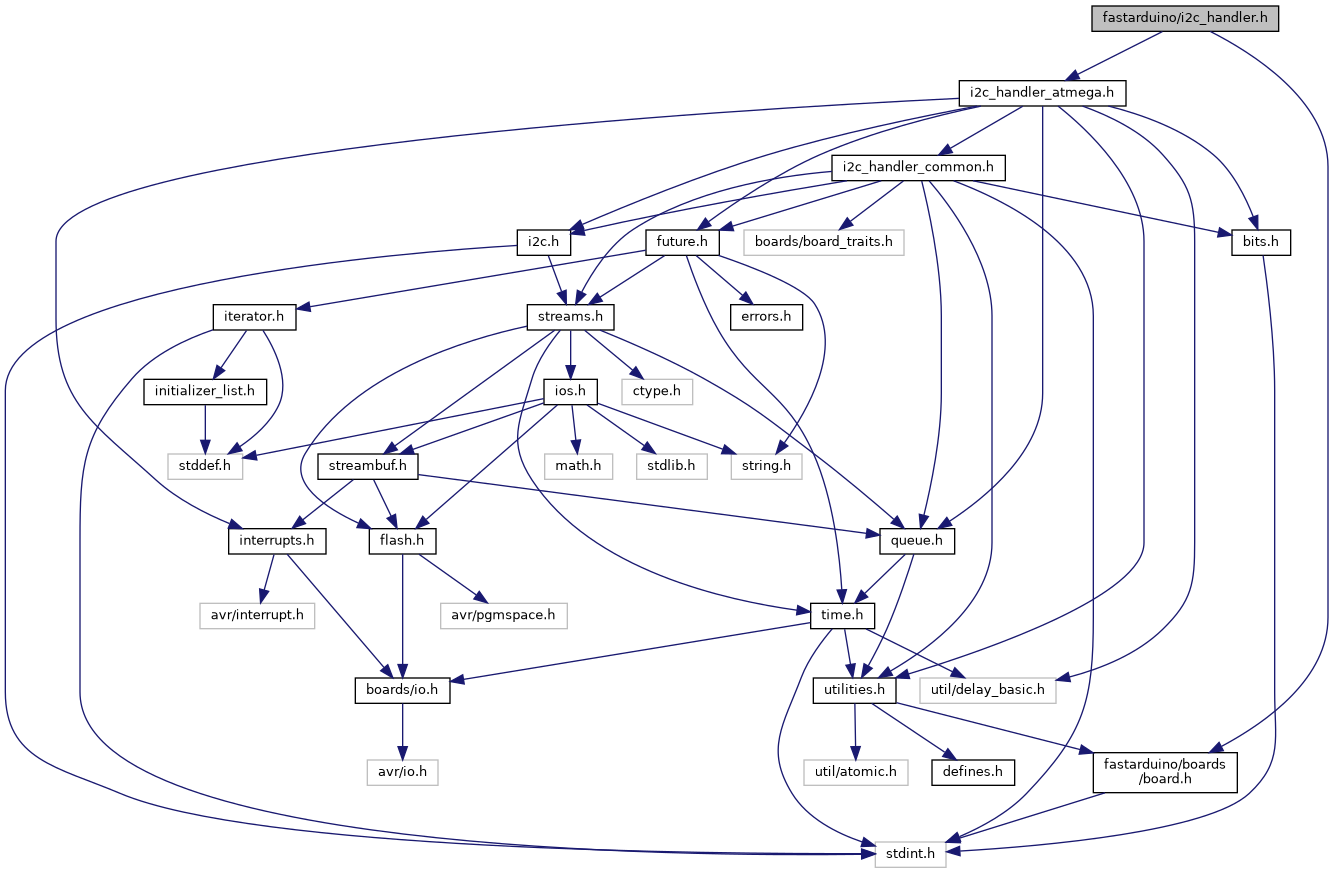 fastarduino/i2c_handler.h
i2c_handler_atmega.h
i2c_handler_common.h
i2c.h
future.h
boards/board_traits.h
bits.h
iterator.h
streams.h
errors.h
initializer_list.h
ios.h
ctype.h
stddef.h
streambuf.h
math.h
stdlib.h
string.h
interrupts.h
flash.h
queue.h
avr/interrupt.h
avr/pgmspace.h
time.h
boards/io.h
utilities.h
util/delay_basic.h
avr/io.h
util/atomic.h
defines.h
fastarduino/boards
/board.h
stdint.h